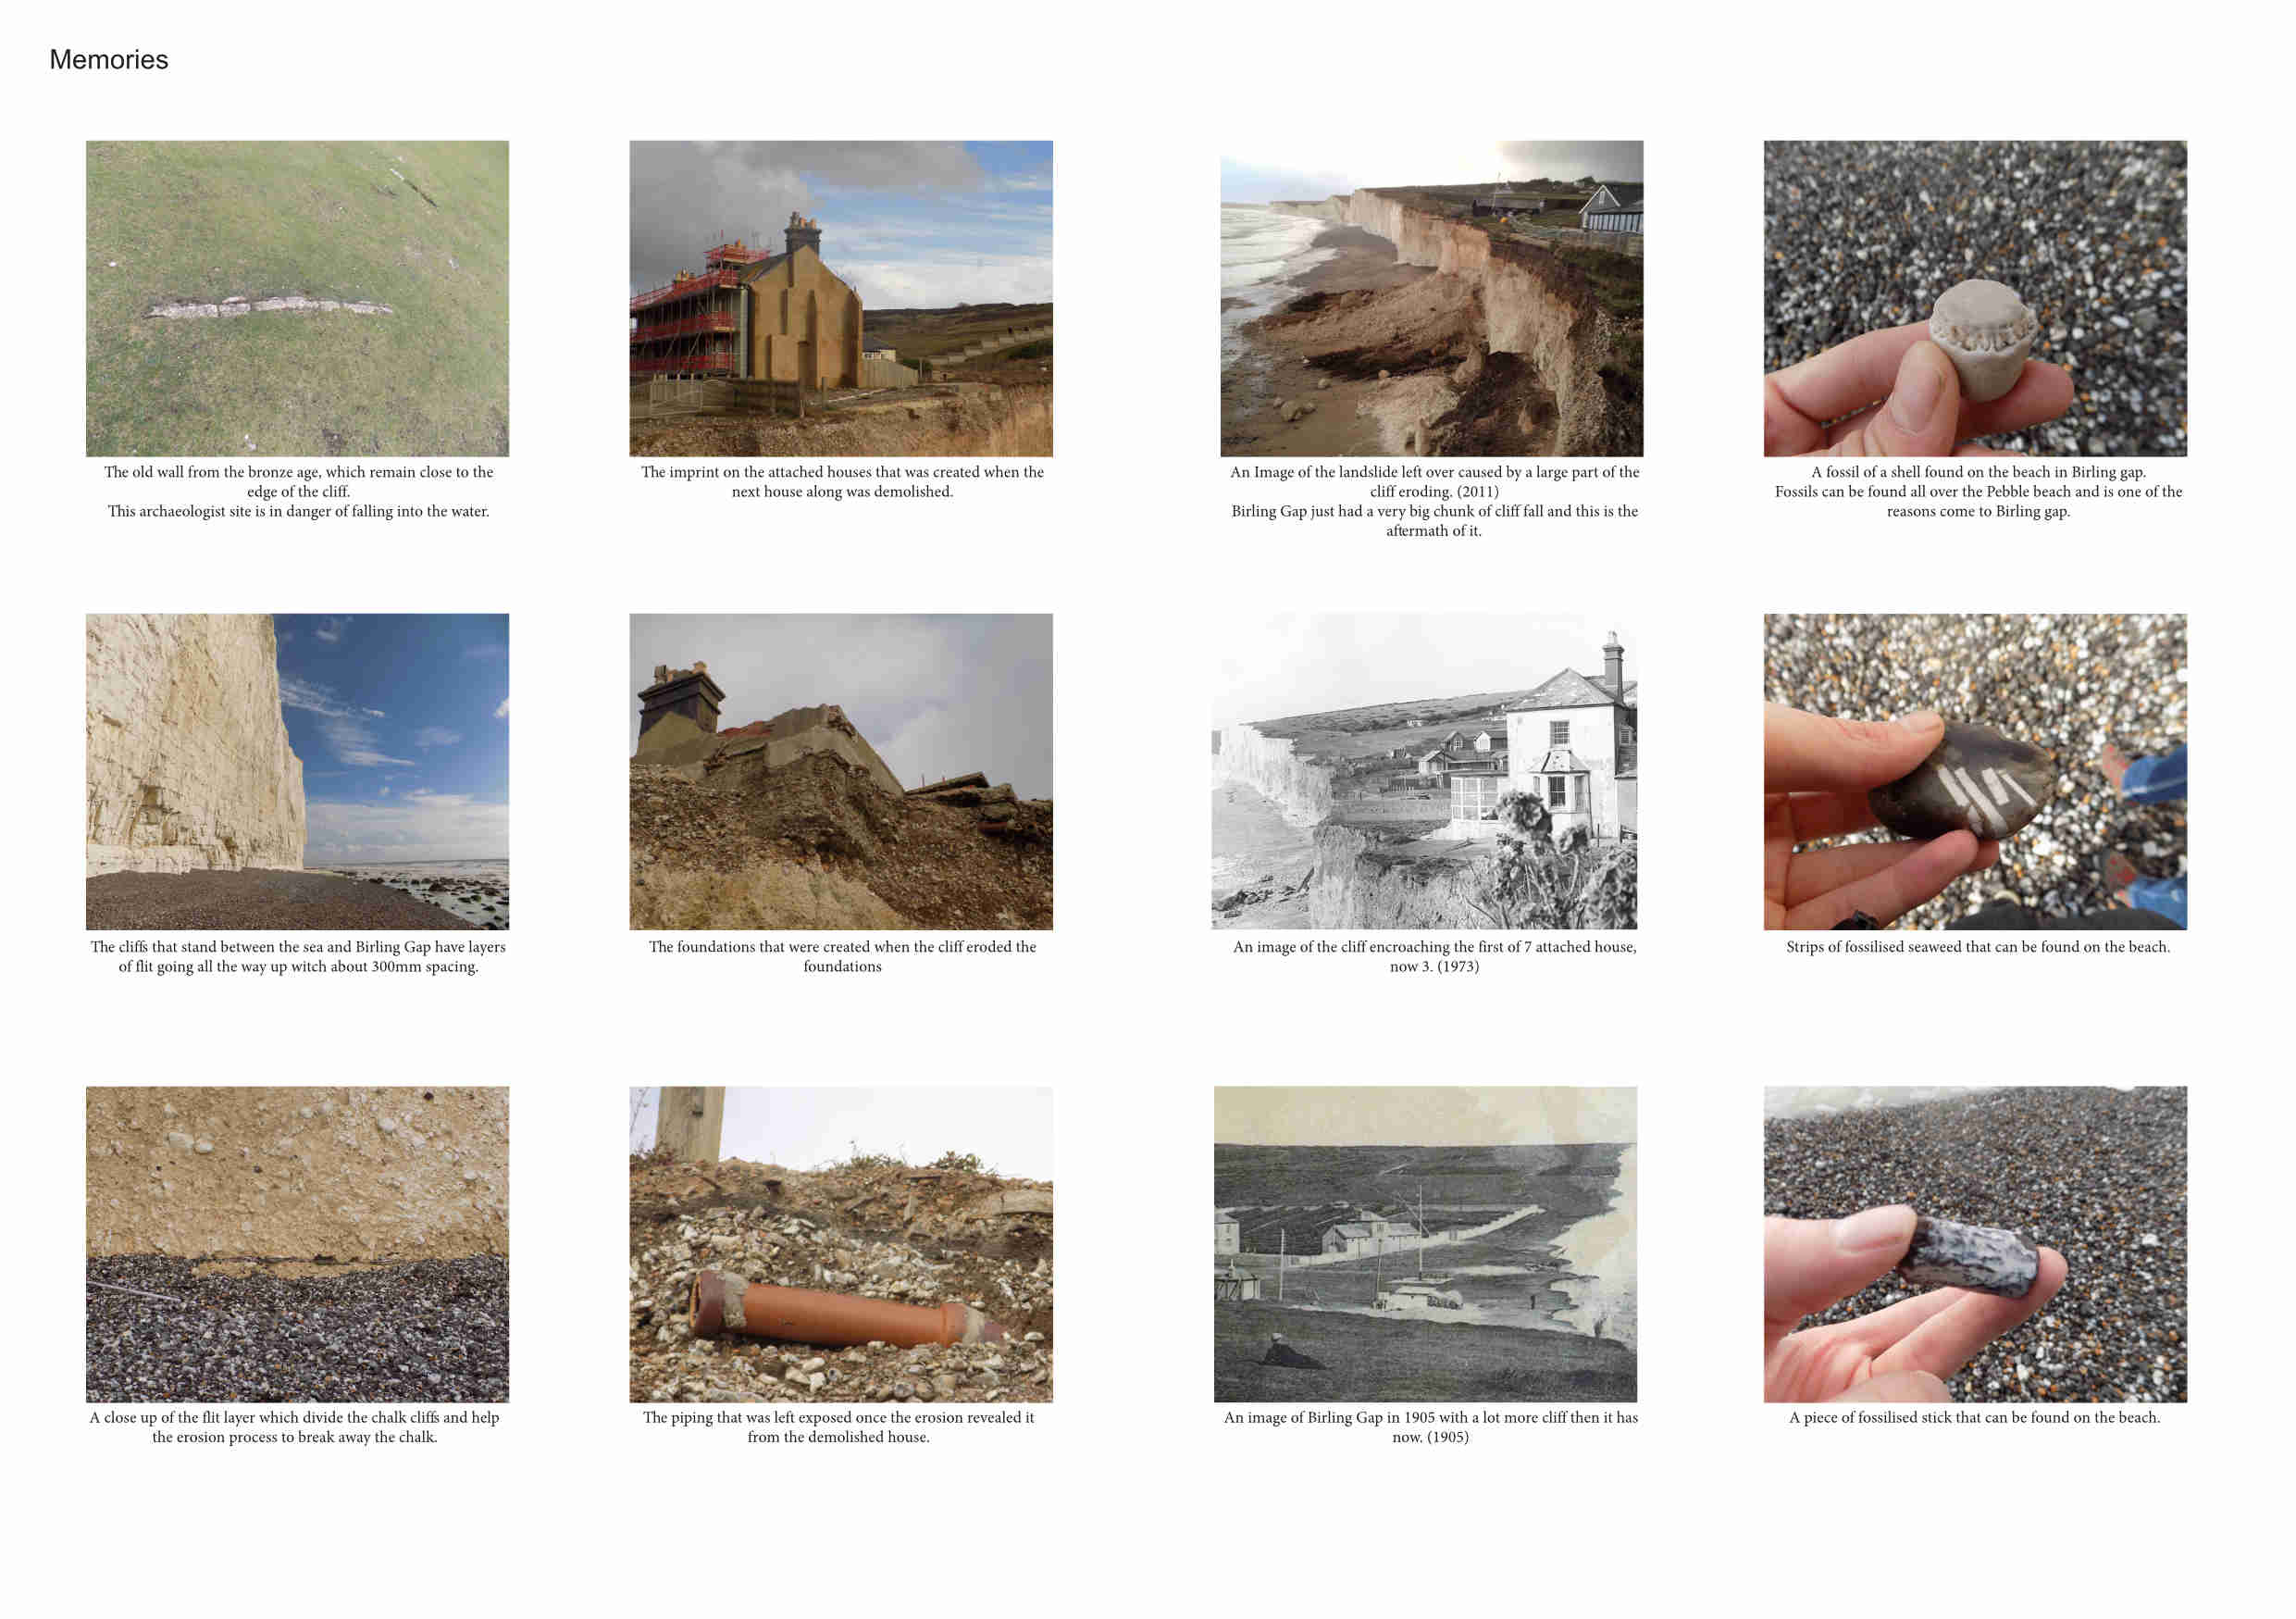 Memories
The old wall from the bronze age, which remain close to the
edge of the cliff.
This archaeologist site is in danger of falling into the water.
The imprint on the attached houses that was created when the
next house along was demolished.
An Image of the landslide left over caused by a large part of the
cliff eroding. (2011)
Birling Gap just had a very big chunk of cliff fall and this is the
aftermath of it.
A fossil of a shell found on the beach in Birling gap.
Fossils can be found all over the Pebble beach and is one of the
reasons come to Birling gap.
The cliffs that stand between the sea and Birling Gap have layers
of flit going all the way up witch about 300mm spacing.
The foundations that were created when the cliff eroded the
foundations
An image of the cliff encroaching the first of 7 attached house,
now 3. (1973)
Strips of fossilised seaweed that can be found on the beach.
A close up of the flit layer which divide the chalk cliffs and help
the erosion process to break away the chalk.
The piping that was left exposed once the erosion revealed it
from the demolished house.
An image of Birling Gap in 1905 with a lot more cliff then it has
now. (1905)
A piece of fossilised stick that can be found on the beach.